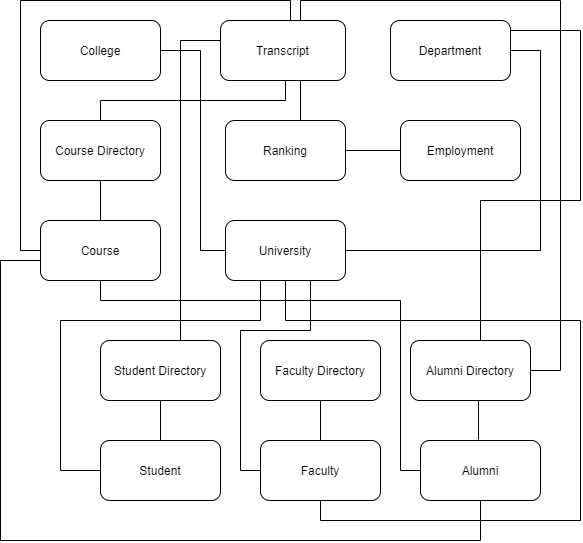 College
Transcript
Department
Course Directory
Ranking
Employment
Course
University
Student Directory
Faculty Directory
Alumni Directory
Student
Faculty
Alumni